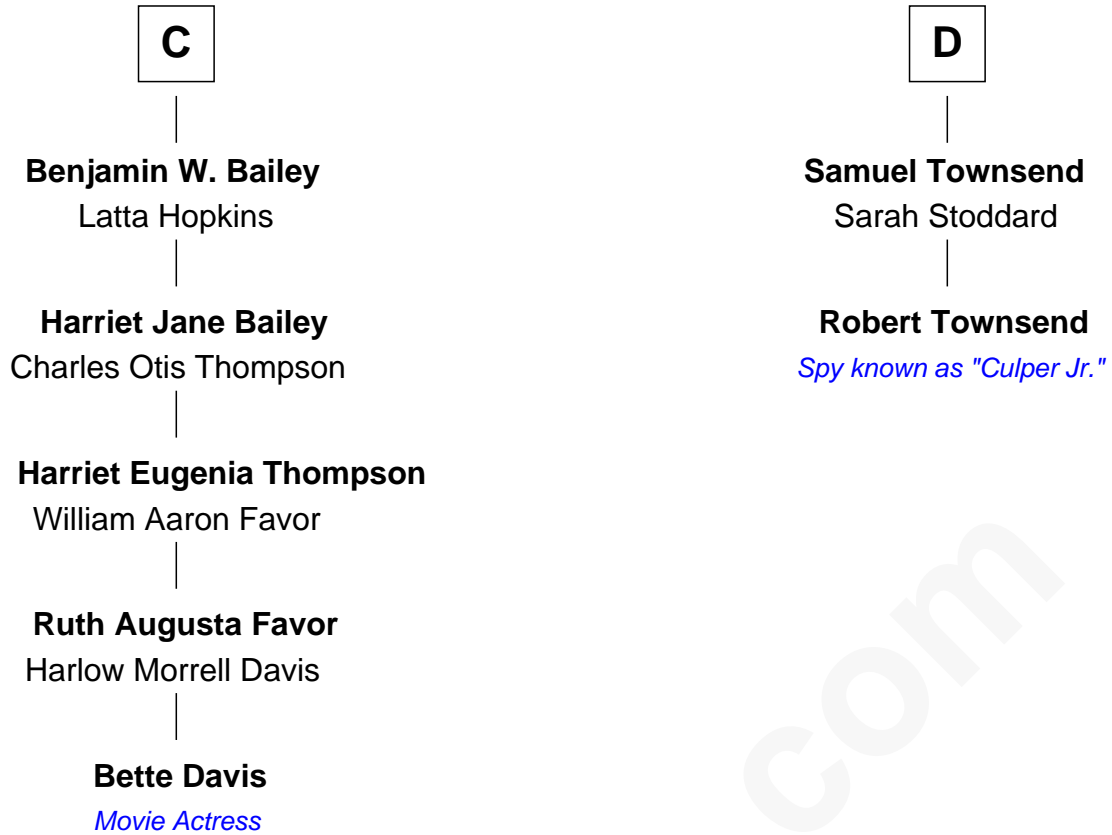 C
Benjamin W. Bailey
Latta Hopkins
Harriet Jane Bailey
Charles Otis Thompson
Harriet Eugenia Thompson
William Aaron Favor
Ruth Augusta Favor
Harlow Morrell Davis
Bette Davis
Movie Actress
D
Samuel Townsend
Sarah Stoddard
Robert Townsend
Spy known as "Culper Jr."
com